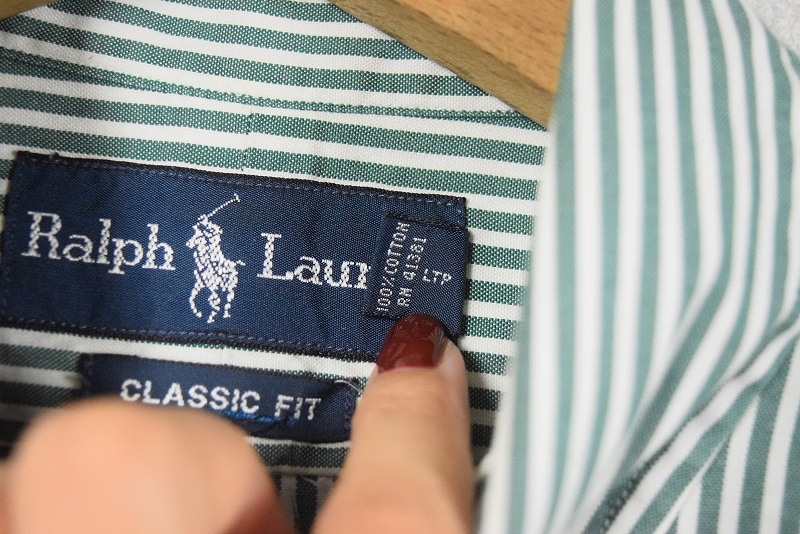 Ralph Laur
100% COTTON
RN 41381
LTP
CLASSIC FIT